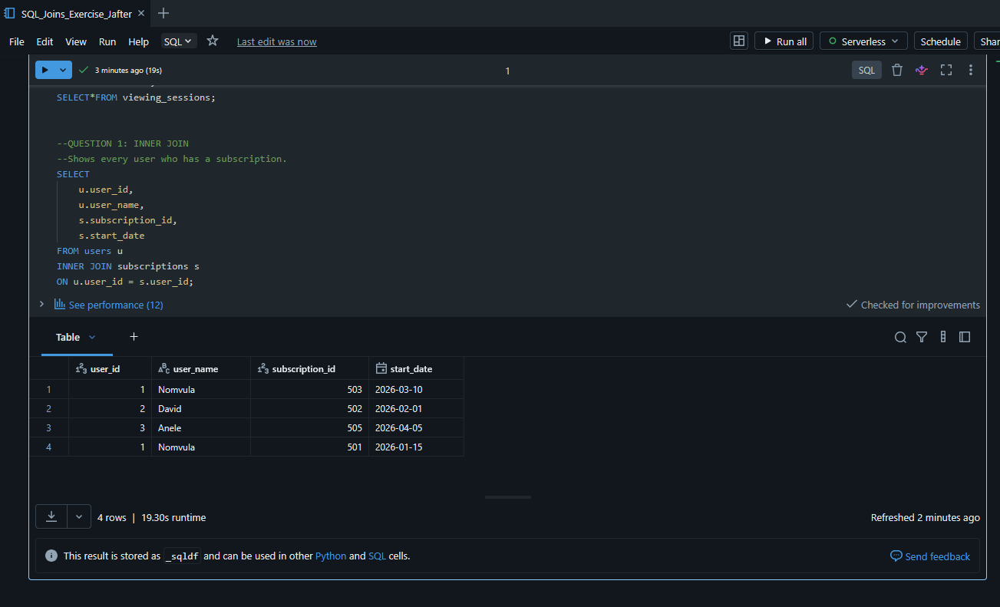 SQL_Joins_Exercise_Jafter
File Edit View Run Help SQL Last edit was now Run all Serverless Schedule Shar
3 minutes ago (19s) 1 SQL
SELECT*FROM viewing_sessions;
--QUESTION 1: INNER JOIN
--Shows every user who has a subscription.
SELECT
u.user_id,
u.user_name,
s.subscription_id,
s.start_date
FROM users u
INNER JOIN subscriptions s
ON u.user_id = s.user_id;
See performance (12) Checked for improvements
Table
user_id user_name subscription_id start_date
1 1 Nomvula 503 2026-03-10
2 2 David 502 2026-02-01
3 3 Anele 505 2026-04-05
4 1 Nomvula 501 2026-01-15
4 rows | 19.30s runtime Refreshed 2 minutes ago
This result is stored as _sqldf and can be used in other Python and SQL cells. Send feedback